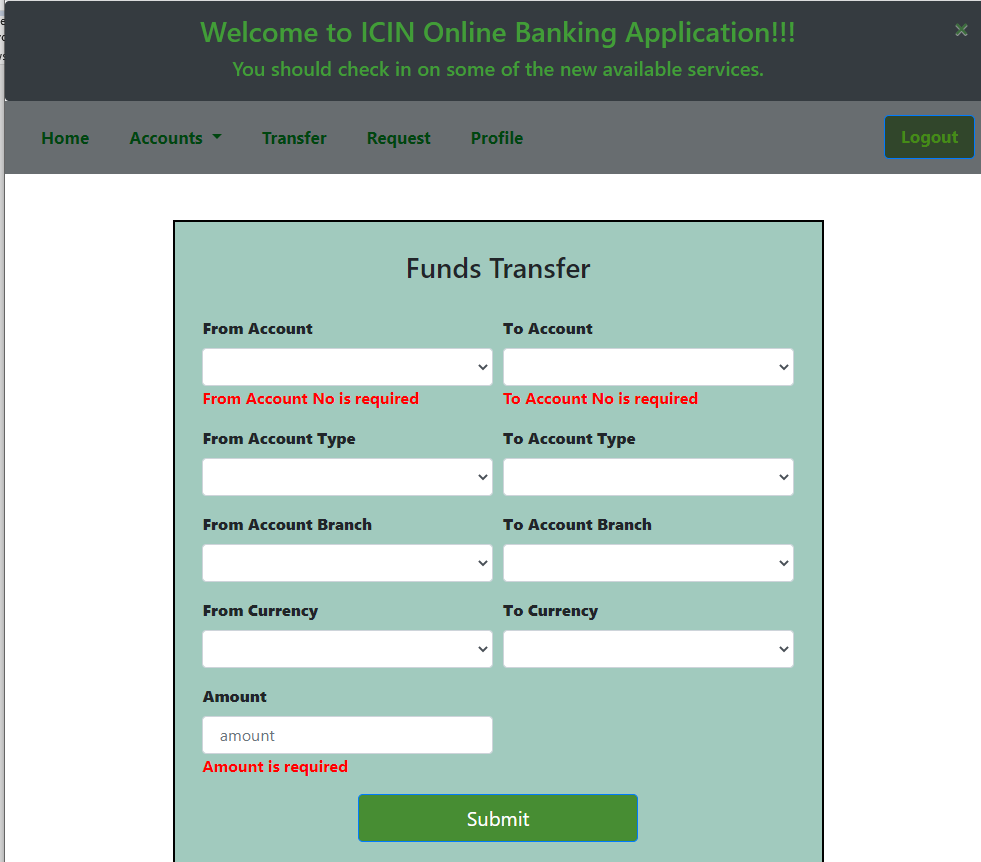 Welcome to ICIN Online Banking Application!!!
×
You should check in on some of the new available services.
Home Accounts Transfer Request Profile Logout
Funds Transfer
From Account To Account
From Account No is required To Account No is required
From Account Type To Account Type
From Account Branch To Account Branch
From Currency To Currency
Amount
amount
Amount is required
Submit